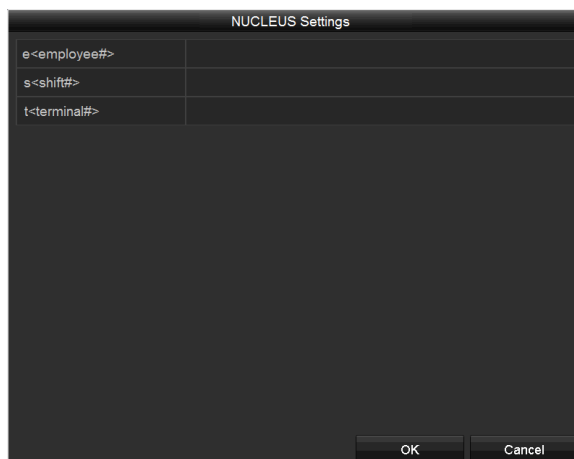 NUCLEUS Settings
e<employee#>
s<shift#>
t<terminal#>
OK Cancel